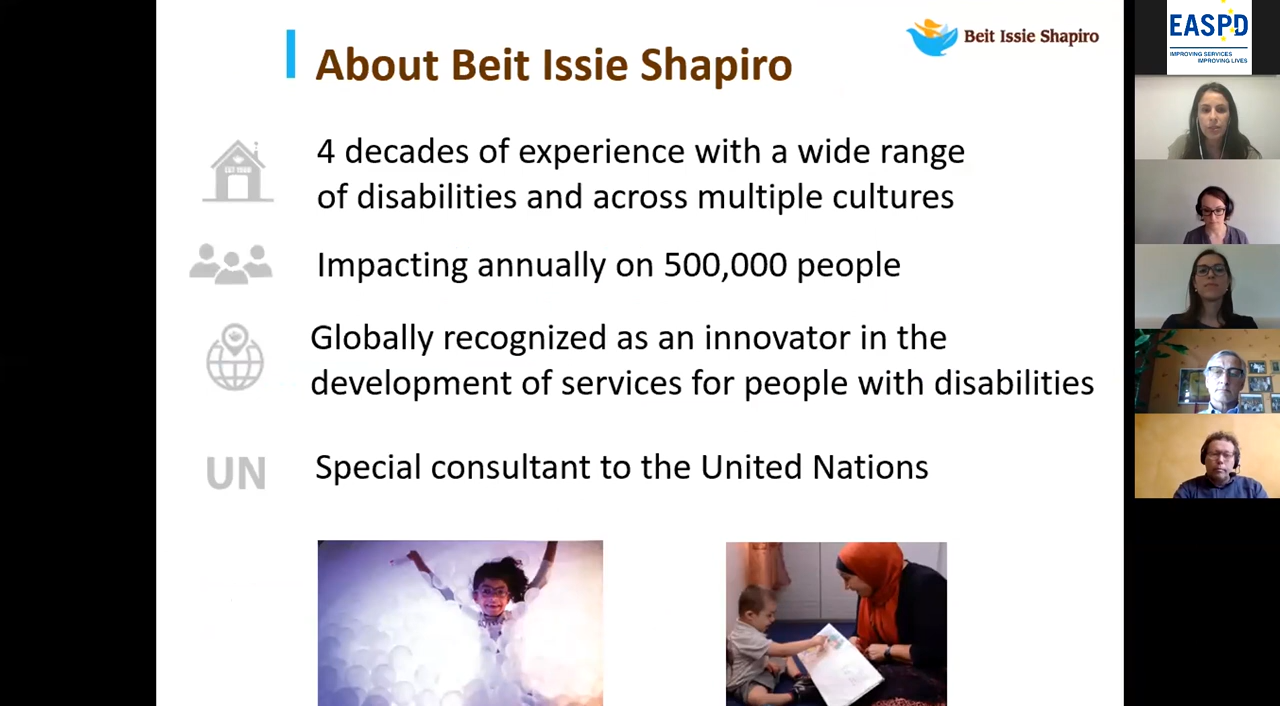 About Beit Issie Shapiro
Beit Issie Shapiro
4 decades of experience with a wide range
of disabilities and across multiple cultures
Impacting annually on 500,000 people
Globally recognized as an innovator in the
development of services for people with disabilities
UN
Special consultant to the United Nations
EASPD
IMPROVING SERVICES
IMPROVING LIVES